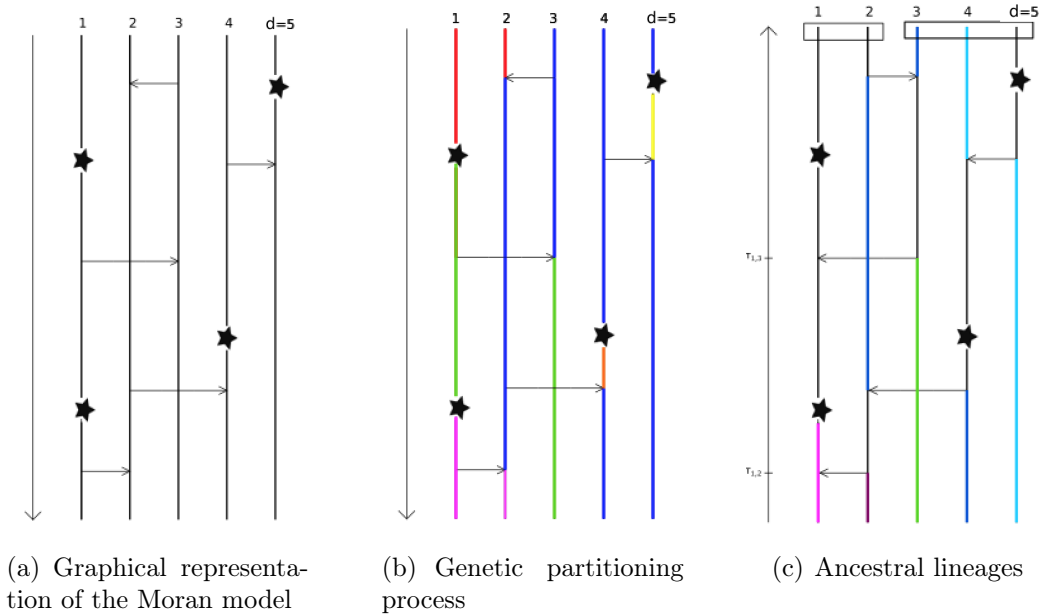 1 2 3 4 d=5
1 2 3 4 d=5
1 2 3 4 d=5
τ1,3
τ1,2
(a) Graphical representa-
tion of the Moran model
(b) Genetic partitioning
process
(c) Ancestral lineages